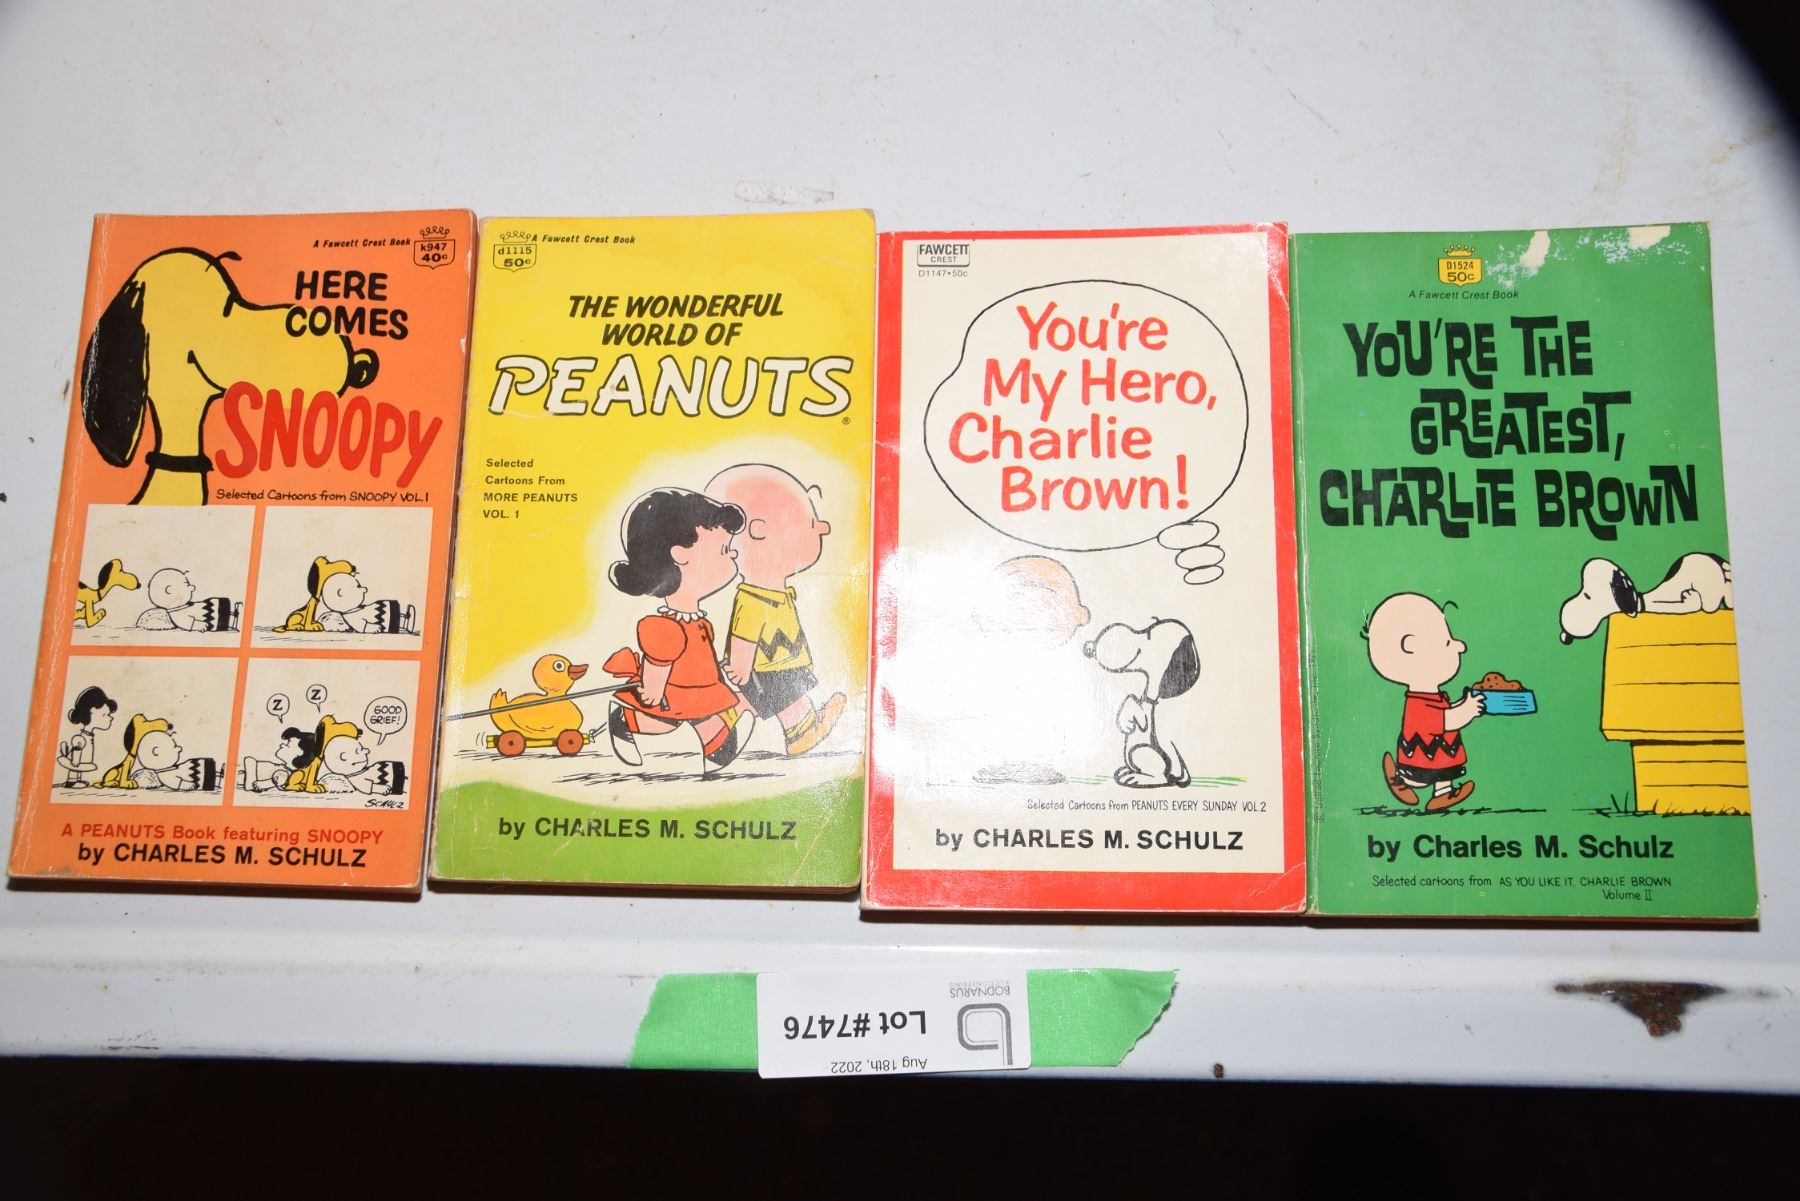 A Fawcett Crest Book
k947
40c
HERE
COMES
SNOOPY
Selected Cartoons from SNOOPY VOL.1
Z
Z
GOOD
GRIEF!
SCHULZ
A PEANUTS Book featuring SNOOPY
by CHARLES M. SCHULZ
d1115
50c
A Fawcett Crest Book
THE WONDERFUL
WORLD OF
PEANUTS®
Selected
Cartoons From
MORE PEANUTS
VOL. 1
by CHARLES M. SCHULZ
FAWCETT
CREST
D1147•50c
You're
My Hero,
Charlie
Brown!
Selected Cartoons from PEANUTS EVERY SUNDAY VOL.2
by CHARLES M. SCHULZ
D1524
50c
A Fawcett Crest Book
YOU'RE THE
GREATEST,
CHARLIE BROWN
by Charles M. Schulz
Selected cartoons from AS YOU LIKE IT, CHARLIE BROWN
Volume II
Aug 18th, 2022
Lot #7476
BODNARUS
AUCTIONEERING